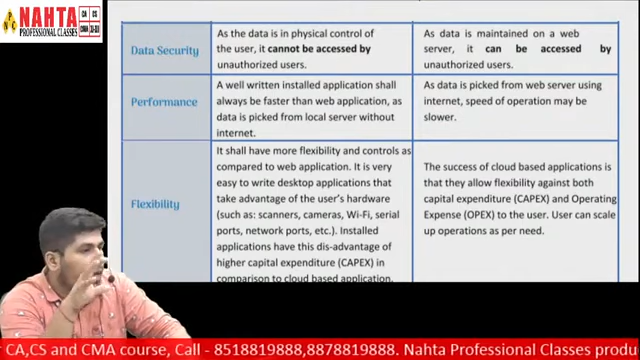 NAHTA
PROFESSIONAL CLASSES
CA
CS
CMA
Data Security
As the data is in physical control of
the user, it cannot be accessed by
unauthorized users.
As data is maintained on a web
server, it can be accessed by
unauthorized users.
Performance
A well written installed application shall
always be faster than web application, as
data is picked from local server without
internet.
As data is picked from web server using
internet, speed of operation may be
slower.
Flexibility
It shall have more flexibility and controls as
compared to web application. It is very
easy to write desktop applications that
take advantage of the user's hardware
(such as: scanners, cameras, Wi-Fi, serial
ports, network ports, etc.). Installed
applications have this dis-advantage of
higher capital expenditure (CAPEX) in
comparison to cloud based application.
The success of cloud based applications is
that they allow flexibility against both
capital expenditure (CAPEX) and Operating
Expense (OPEX) to the user. User can scale
up operations as per need.
CA,CS and CMA course, Call - 8518819888,8878819888. Nahta Professional Classes produ